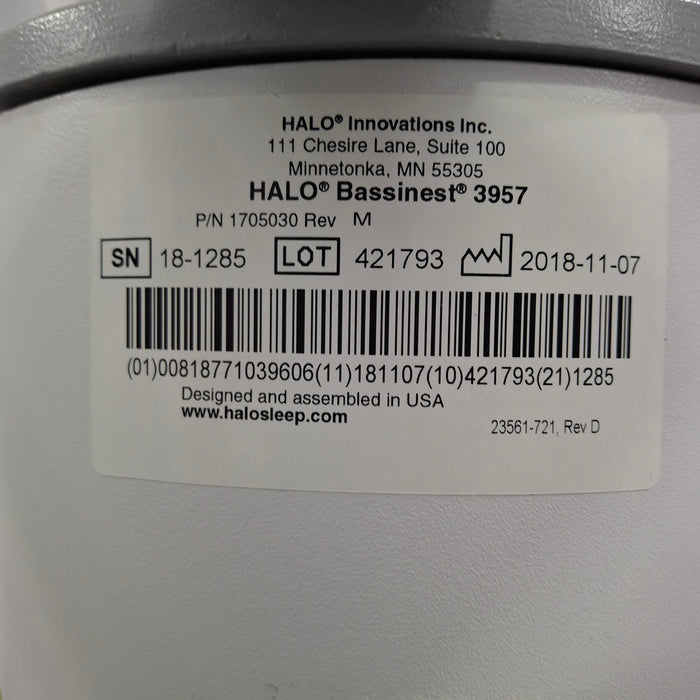 HALO® Innovations Inc.
111 Chesire Lane, Suite 100
Minnetonka, MN 55305
HALO® Bassinest® 3957
P/N 1705030 Rev M
SN 18-1285 LOT 421793 2018-11-07
(01)00818771039606(11)181107(10)421793(21)1285
Designed and assembled in USA
www.halosleep.com
23561-721, Rev D